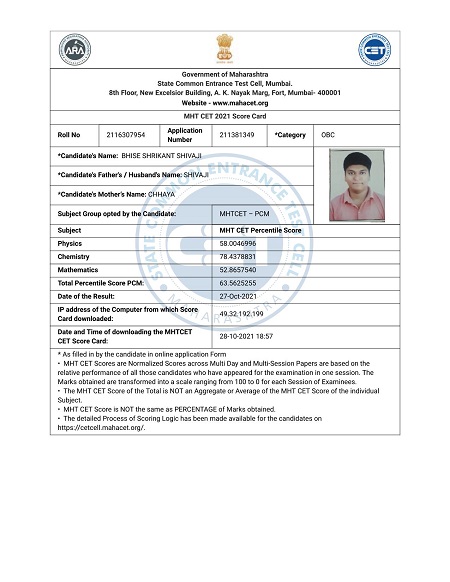 ARA
CET
Government of Maharashtra
State Common Entrance Test Cell, Mumbai.
8th Floor, New Excelsior Building, A. K. Nayak Marg, Fort, Mumbai- 400001
Website - www.mahacet.org
MHT CET 2021 Score Card
Roll No 2116307954 Application Number 211381349 *Category OBC
*Candidate's Name: BHISE SHRIKANT SHIVAJI
*Candidate's Father's / Husband's Name: SHIVAJI
*Candidate's Mother's Name: CHHAYA
Subject Group opted by the Candidate: MHTCET – PCM
Subject MHT CET Percentile Score
Physics 58.0046996
Chemistry 78.4378831
Mathematics 52.8657540
Total Percentile Score PCM: 63.5625255
Date of the Result: 27-Oct-2021
IP address of the Computer from which Score
Card downloaded: 49.32.192.199
Date and Time of downloading the MHTCET
CET Score Card: 28-10-2021 18:57
* As filled in by the candidate in online application Form
• MHT CET Scores are Normalized Scores across Multi Day and Multi-Session Papers are based on the
relative performance of all those candidates who have appeared for the examination in one session. The
Marks obtained are transformed into a scale ranging from 100 to 0 for each Session of Examinees.
• The MHT CET Score of the Total is NOT an Aggregate or Average of the MHT CET Score of the individual
Subject.
• MHT CET Score is NOT the same as PERCENTAGE of Marks obtained.
• The detailed Process of Scoring Logic has been made available for the candidates on
https://cetcell.mahacet.org/.
STATE COMMON ENTRANCE TEST CELL
MAHARASHTRA